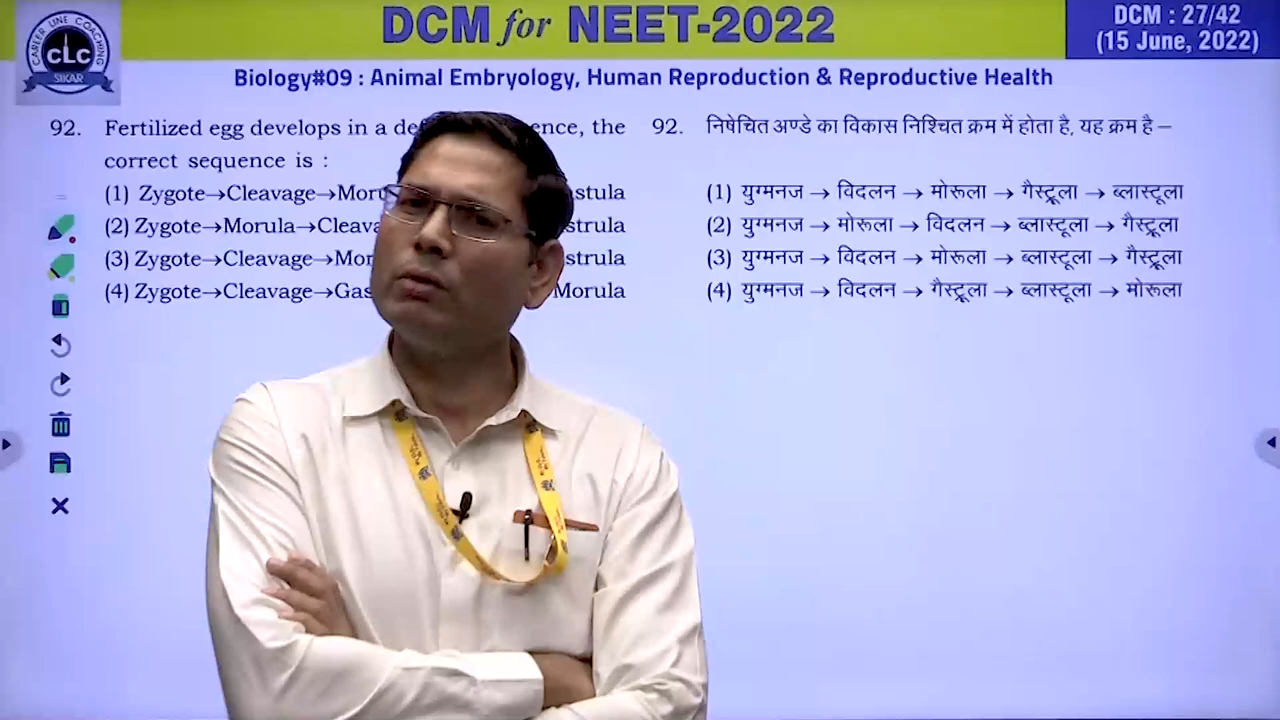 DCM for NEET-2022
DCM : 27/42
(15 June, 2022)
CAREER LINE COACHING
CLC
SIKAR
Biology#09 : Animal Embryology, Human Reproduction & Reproductive Health
92. Fertilized egg develops in a de ence, the
correct sequence is :
(1) Zygote→Cleavage→Moru stula
(2) Zygote→Morula→Cleava strula
(3) Zygote→Cleavage→Mor strula
(4) Zygote→Cleavage→Gas Morula
92. निषेचित अण्डे का विकास निश्चित क्रम में होता है, यह क्रम है –
(1) युग्मनज → विदलन → मोरूला → गैस्ट्रूला → ब्लास्टूला
(2) युग्मनज → मोरूला → विदलन → ब्लास्टूला → गैस्ट्रूला
(3) युग्मनज → विदलन → मोरूला → ब्लास्टूला → गैस्ट्रूला
(4) युग्मनज → विदलन → गैस्ट्रूला → ब्लास्टूला → मोरूला